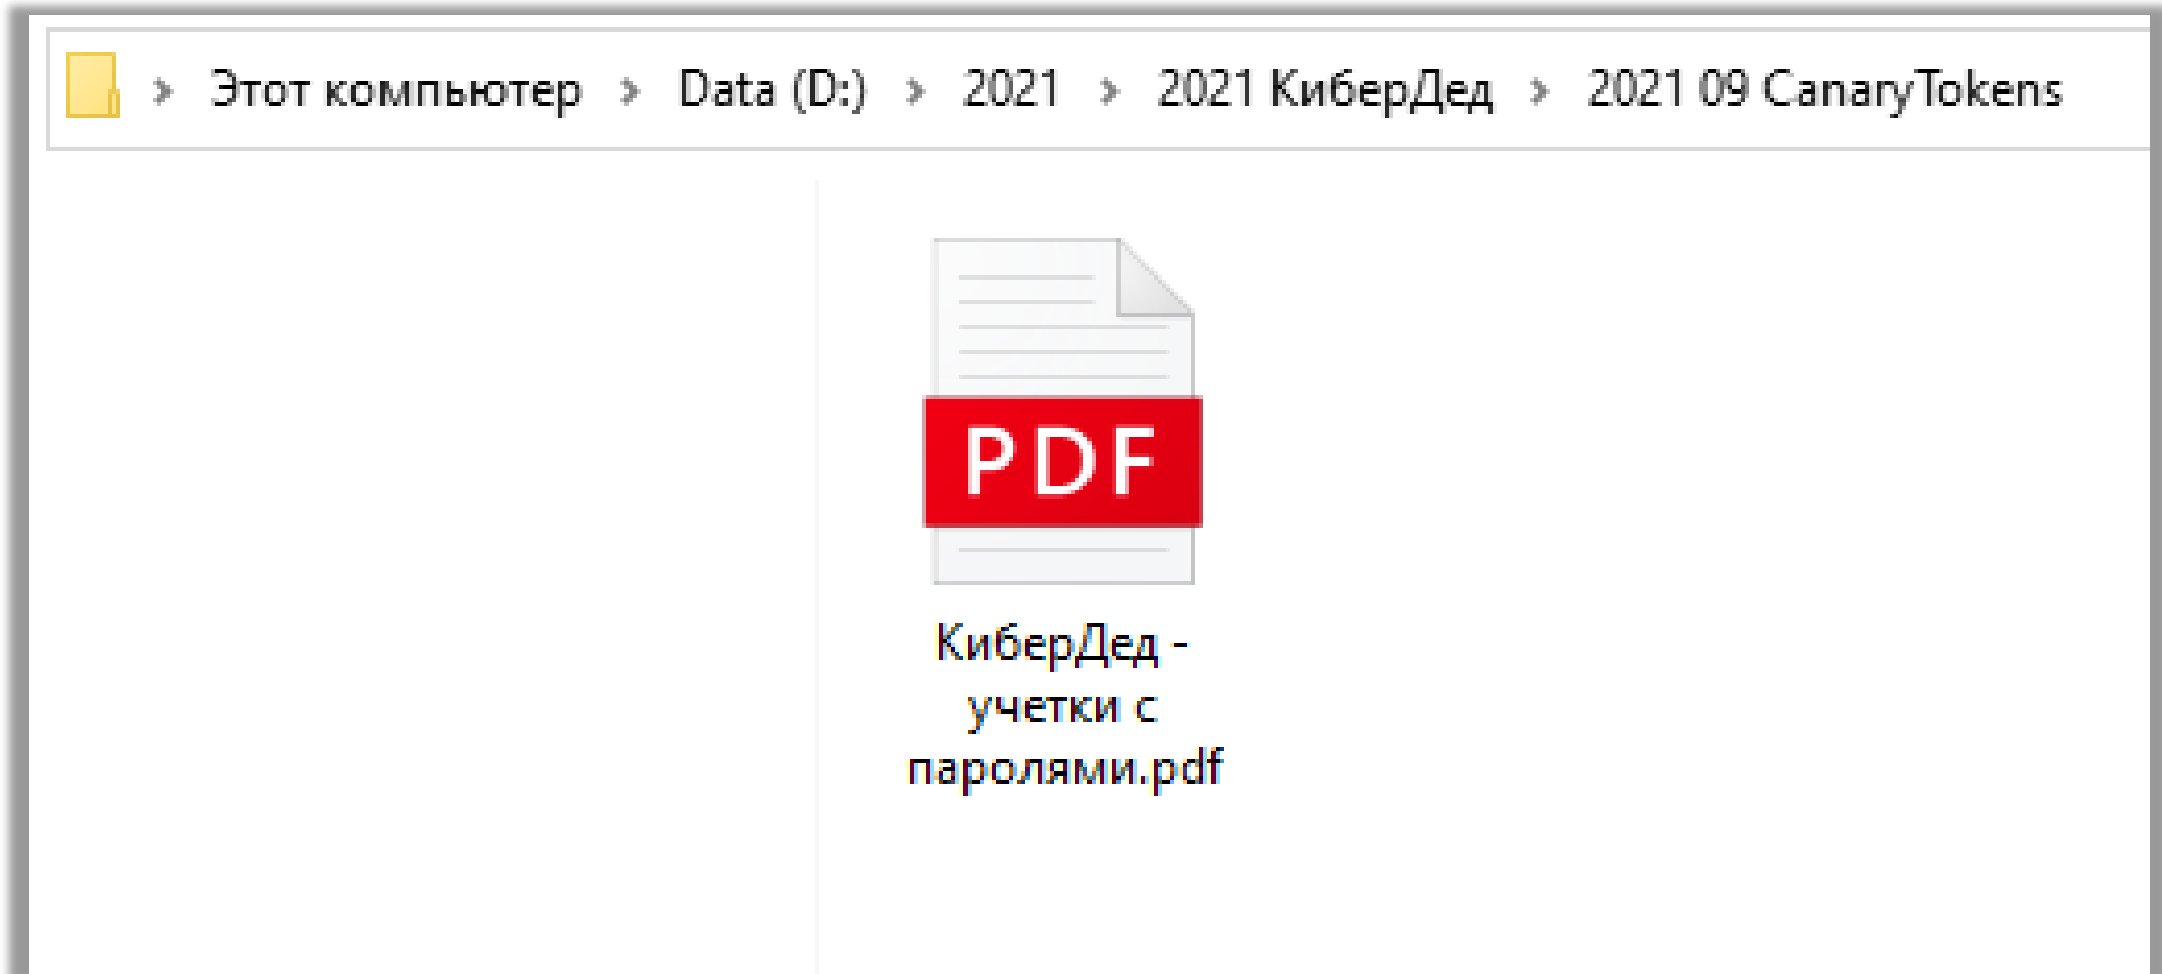 Этот компьютер > Data (D:) > 2021 > 2021 КиберДед > 2021 09 CanaryTokens
PDF
КиберДед -
учетки с
паролями.pdf